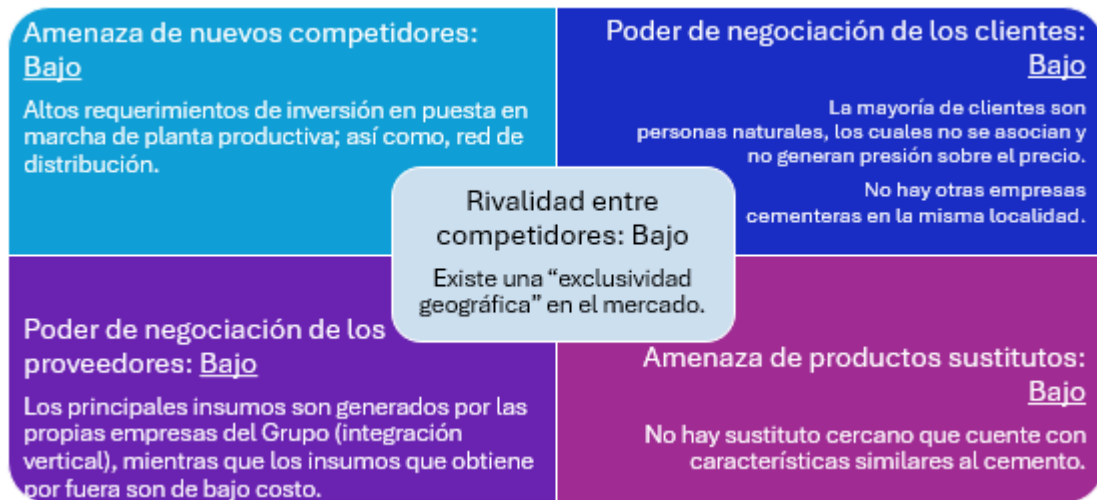 Amenaza de nuevos competidores:
Bajo
Altos requerimientos de inversión en puesta en
marcha de planta productiva; así como, red de
distribución.
Poder de negociación de los clientes:
Bajo
La mayoría de clientes son
personas naturales, los cuales no se asocian y
no generan presión sobre el precio.
No hay otras empresas
cementeras en la misma localidad.
Rivalidad entre
competidores: Bajo
Existe una “exclusividad
geográfica” en el mercado.
Poder de negociación de los
proveedores: Bajo
Los principales insumos son generados por las
propias empresas del Grupo (integración
vertical), mientras que los insumos que obtiene
por fuera son de bajo costo.
Amenaza de productos sustitutos:
Bajo
No hay sustituto cercano que cuente con
características similares al cemento.